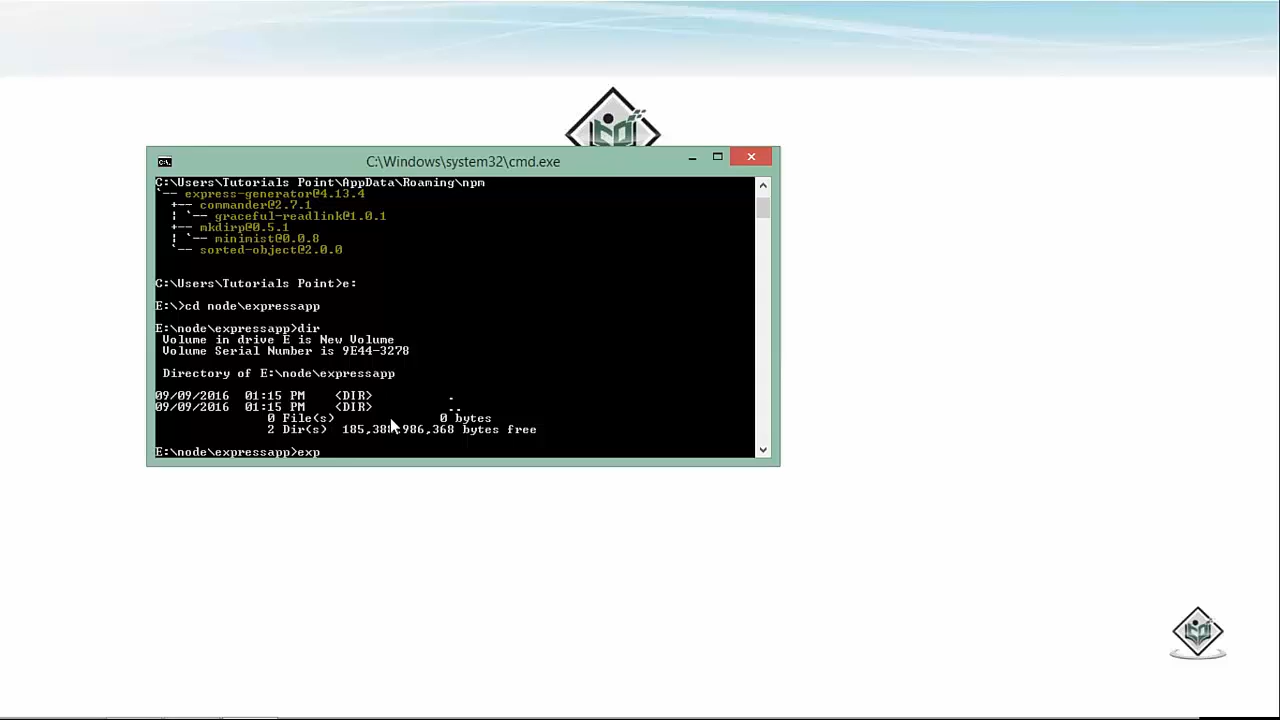 C:\Windows\system32\cmd.exe
C:\Users\Tutorials Point\AppData\Roaming\npm
`-- express-generator@4.13.4
+-- commander@2.7.1
¦ `-- graceful-readlink@1.0.1
+-- mkdirp@0.5.1
¦ `-- minimist@0.0.8
`-- sorted-object@2.0.0
C:\Users\Tutorials Point>e:
E:\>cd node\expressapp
E:\node\expressapp>dir
Volume in drive E is New Volume
Volume Serial Number is 9E44-3278
Directory of E:\node\expressapp
09/09/2016 01:15 PM <DIR> .
09/09/2016 01:15 PM <DIR> ..
0 File(s) 0 bytes
2 Dir(s) 185,388,986,368 bytes free
E:\node\expressapp>exp